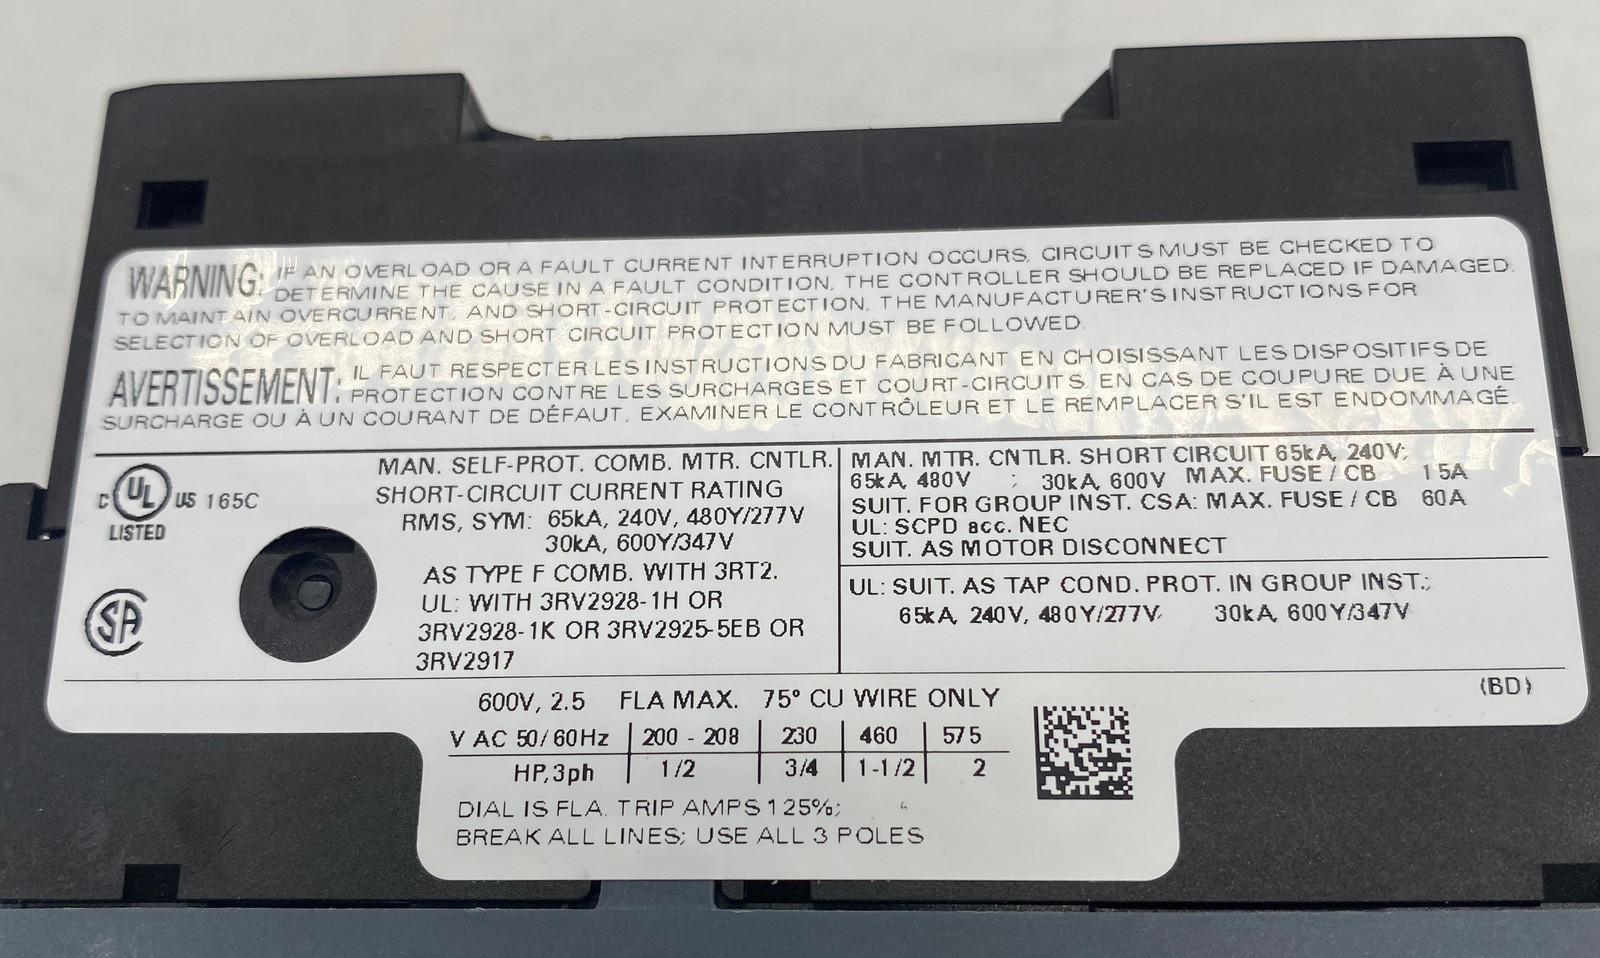 WARNING: IF AN OVERLOAD OR A FAULT CURRENT INTERRUPTION OCCURS, CIRCUITS MUST BE CHECKED TO
DETERMINE THE CAUSE IN A FAULT CONDITION, THE CONTROLLER SHOULD BE REPLACED IF DAMAGED.
TO MAINTAIN OVERCURRENT, AND SHORT-CIRCUIT PROTECTION, THE MANUFACTURER'S INSTRUCTIONS FOR
SELECTION OF OVERLOAD AND SHORT CIRCUIT PROTECTION MUST BE FOLLOWED.
AVERTISSEMENT: IL FAUT RESPECTER LES INSTRUCTIONS DU FABRICANT EN CHOISISSANT LES DISPOSITIFS DE
PROTECTION CONTRE LES SURCHARGES ET COURT-CIRCUITS. EN CAS DE COUPURE DUE À UNE
SURCHARGE OU À UN COURANT DE DÉFAUT, EXAMINER LE CONTRÔLEUR ET LE REMPLACER S'IL EST ENDOMMAGÉ.
C UL US 165C
LISTED
SA
MAN. SELF-PROT. COMB. MTR. CNTLR.
SHORT-CIRCUIT CURRENT RATING
RMS, SYM: 65kA, 240V, 480Y/277V
30kA, 600Y/347V
AS TYPE F COMB. WITH 3RT2.
UL: WITH 3RV2928-1H OR
3RV2928-1K OR 3RV2925-5EB OR
3RV2917
MAN. MTR. CNTLR. SHORT CIRCUIT 65kA, 240V;
65kA, 480V ; 30kA, 600V MAX. FUSE / CB 15A
SUIT. FOR GROUP INST. CSA: MAX. FUSE / CB 60A
UL: SCPD acc. NEC
SUIT. AS MOTOR DISCONNECT
UL: SUIT. AS TAP COND. PROT. IN GROUP INST.;
65kA, 240V, 480Y/277V, 30kA, 600Y/347V
(BD)
600V, 2.5 FLA MAX. 75° CU WIRE ONLY
V AC 50/60Hz 200 - 208 230 460 575
HP, 3ph 1/2 3/4 1-1/2 2
DIAL IS FLA. TRIP AMPS 125%;
BREAK ALL LINES; USE ALL 3 POLES